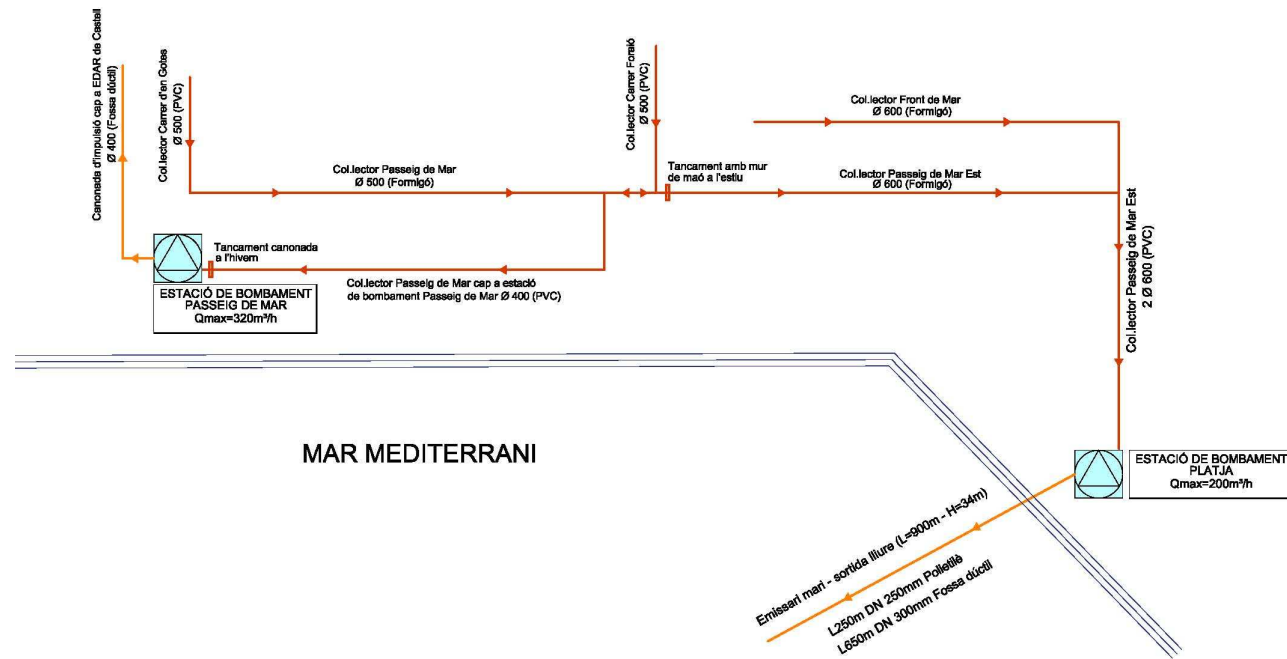 Canonada d'impulsió cap a EDAR de Castell
Ø 400 (Fossa dúctil)
Col.lector Carrer d'en Gotas
Ø 500 (PVC)
Col.lector Passeig de Mar
Ø 500 (Formigó)
Col.lector Carrer Foraió
Ø 500 (PVC)
Tancament amb mur
de maó a l'estiu
Col.lector Front de Mar
Ø 600 (Formigó)
Col.lector Passeig de Mar Est
Ø 600 (Formigó)
Col.lector Passeig de Mar Est
2 Ø 600 (PVC)
Tancament canonada
a l'hivern
Col.lector Passeig de Mar cap a estació
de bombament Passeig de Mar Ø 400 (PVC)
ESTACIÓ DE BOMBAMENT
PASSEIG DE MAR
Qmax=320m³/h
MAR MEDITERRANI
ESTACIÓ DE BOMBAMENT
PLATJA
Qmax=200m³/h
Emissari mari - sortida lliure (L=900m - H=34m)
L250m DN 250mm Polietilè
L650m DN 300mm Fossa dúctil